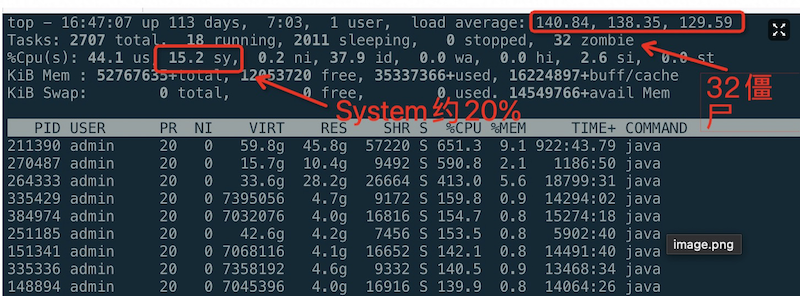 top - 16:47:07 up 113 days,  7:03,  1 user,  load average: 140.84, 138.35, 129.59
Tasks: 2707 total,  18 running, 2011 sleeping,   0 stopped,  32 zombie
%Cpu(s): 44.1 us, 15.2 sy,  0.2 ni, 37.9 id,  0.0 wa,  0.0 hi,  2.6 si,  0.0 st
KiB Mem : 52767635+total, 12053720 free, 35337366+used, 16224897+buff/cache
KiB Swap:        0 total,        0 free,        0 used. 14549766+avail Mem
32僵尸
System约20%
PID USER      PR  NI    VIRT    RES    SHR S  %CPU %MEM     TIME+ COMMAND
211390 admin     20   0   59.8g  45.8g  57220 S 651.3  9.1 922:43.79 java
270487 admin     20   0   15.7g  10.4g   9492 S 590.8  2.1   1186:50 java
264333 admin     20   0   33.6g  28.2g  26664 S 413.0  5.6  18799:31 java
335429 admin     20   0 7395056   4.7g   9172 S 159.8  0.9  14294:02 java
384974 admin     20   0 7032076   4.0g  16816 S 154.7  0.8  15274:18 java
251185 admin     20   0   42.6g   4.2g   7456 S 153.5  0.8   5902:40 java
151341 admin     20   0 7068116   4.1g  16652 S 142.1  0.8  14491:40 java
335336 admin     20   0 7358192   4.6g   9332 S 140.5  0.9  13468:34 java
148894 admin     20   0 7045396   4.0g  16916 S 139.9  0.8  14064:26 java
image.png